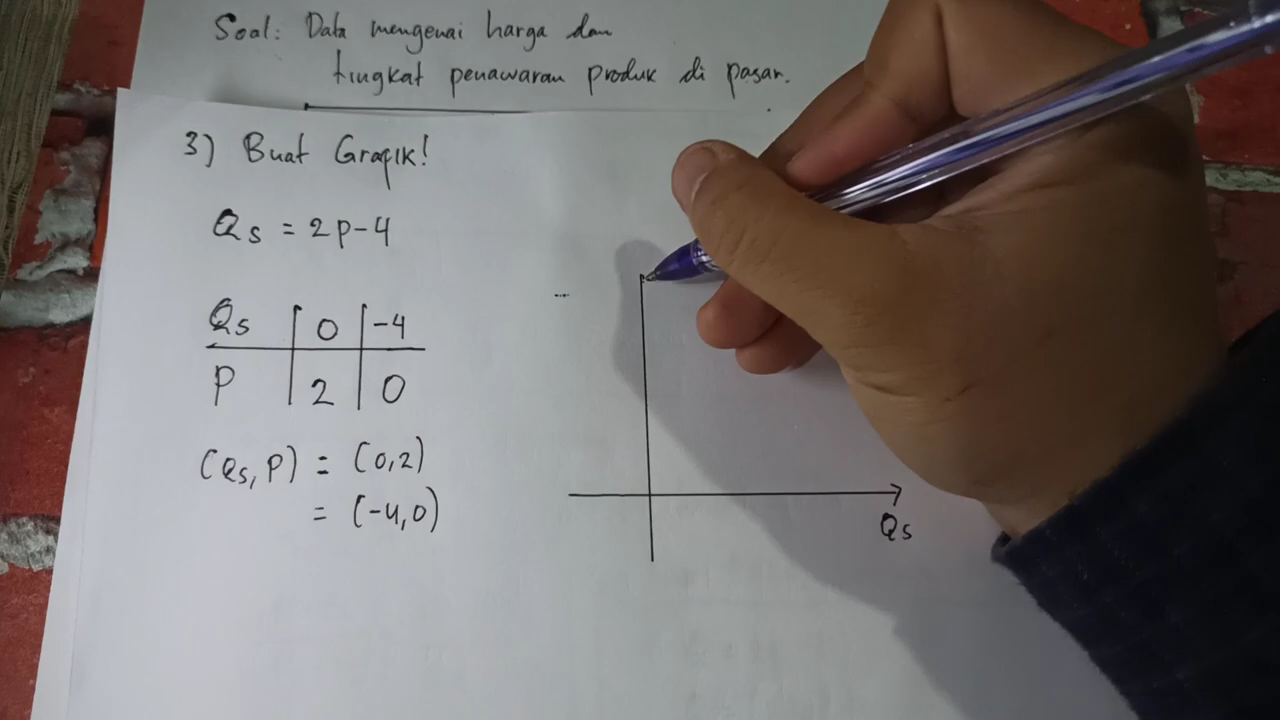 Soal: Data mengenai harga dan
tingkat penawaran produk di pasar.
3) Buat Grafik!
Qs = 2p-4
Qs | 0 | -4
P | 2 | 0
(Qs, P) = (0,2)
= (-4,0)
Qs